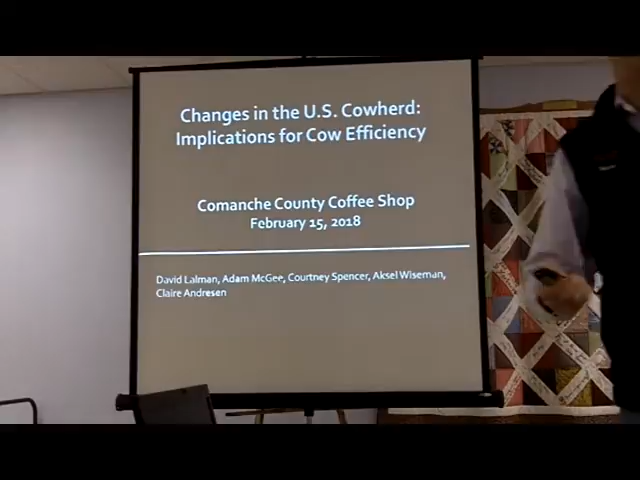 Changes in the U.S. Cowherd:
Implications for Cow Efficiency
Comanche County Coffee Shop
February 15, 2018
David Lalman, Adam McGee, Courtney Spencer, Aksel Wiseman,
Claire Andresen